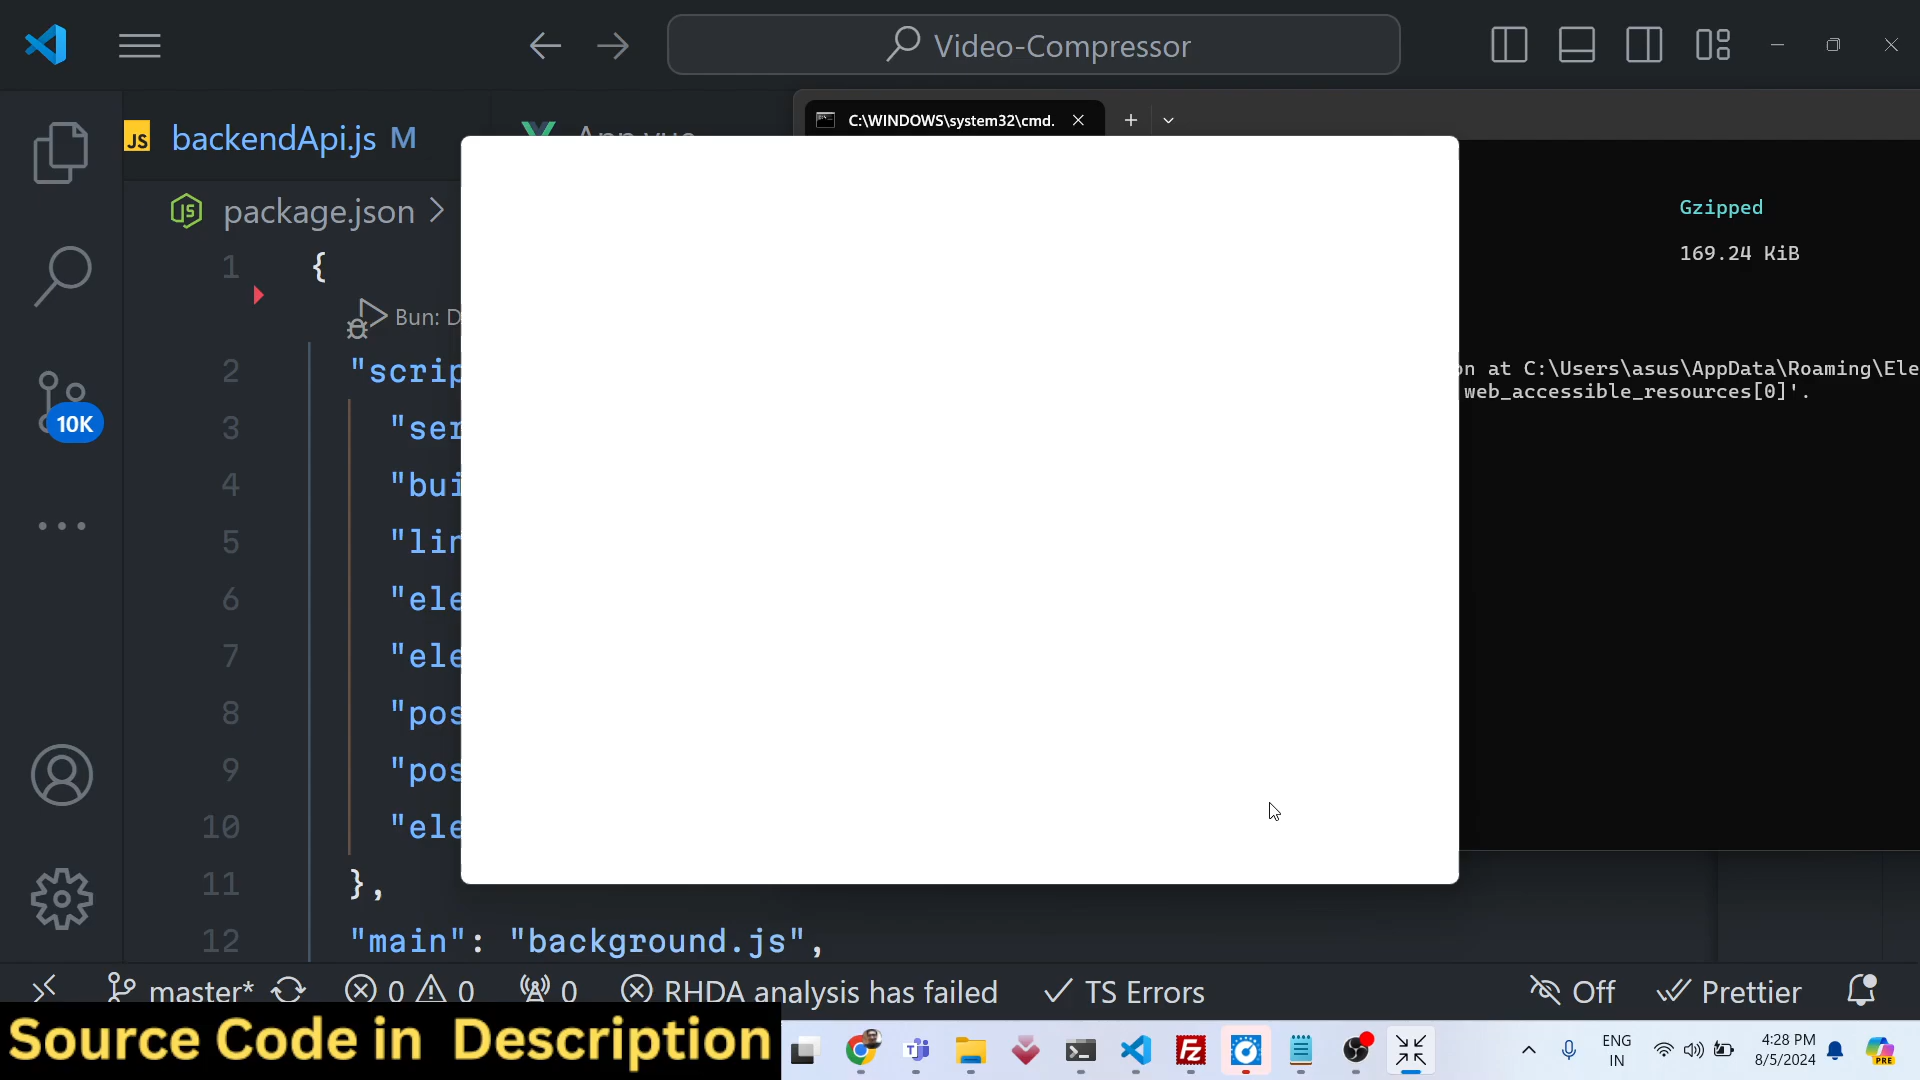 Video-Compressor
backendApi.js M
C:\WINDOWS\system32\cmd.
package.json >
Gzipped
169.24 KiB
on at C:\Users\asus\AppData\Roaming\Ele
web_accessible_resources[0]'.
1 {
Bun: D
2 "scrip
3 "ser
4 "bui
5 "lin
6 "ele
7 "ele
8 "pos
9 "pos
10 "ele
11 },
12 "main": "background.js",
10K
master* 0 0 0 RHDA analysis has failed TS Errors Off Prettier
Source Code in Description
ENG
IN
4:28 PM
8/5/2024
PRE